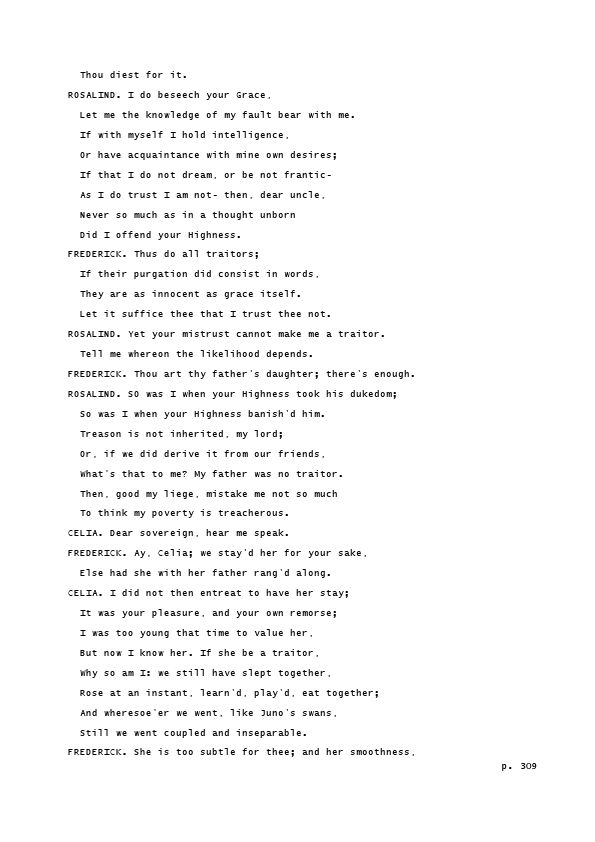 Thou diest for it.
ROSALIND. I do beseech your Grace,
Let me the knowledge of my fault bear with me.
If with myself I hold intelligence,
Or have acquaintance with mine own desires;
If that I do not dream, or be not frantic-
As I do trust I am not- then, dear uncle,
Never so much as in a thought unborn
Did I offend your Highness.
FREDERICK. Thus do all traitors;
If their purgation did consist in words,
They are as innocent as grace itself.
Let it suffice thee that I trust thee not.
ROSALIND. Yet your mistrust cannot make me a traitor.
Tell me whereon the likelihood depends.
FREDERICK. Thou art thy father's daughter; there's enough.
ROSALIND. SO was I when your Highness took his dukedom;
So was I when your Highness banish'd him.
Treason is not inherited, my lord;
Or, if we did derive it from our friends,
What's that to me? My father was no traitor.
Then, good my liege, mistake me not so much
To think my poverty is treacherous.
CELIA. Dear sovereign, hear me speak.
FREDERICK. Ay, Celia; we stay'd her for your sake,
Else had she with her father rang'd along.
CELIA. I did not then entreat to have her stay;
It was your pleasure, and your own remorse;
I was too young that time to value her,
But now I know her. If she be a traitor,
Why so am I: we still have slept together,
Rose at an instant, learn'd, play'd, eat together;
And wheresoe'er we went, like Juno's swans,
Still we went coupled and inseparable.
FREDERICK. She is too subtle for thee; and her smoothness,
p. 309